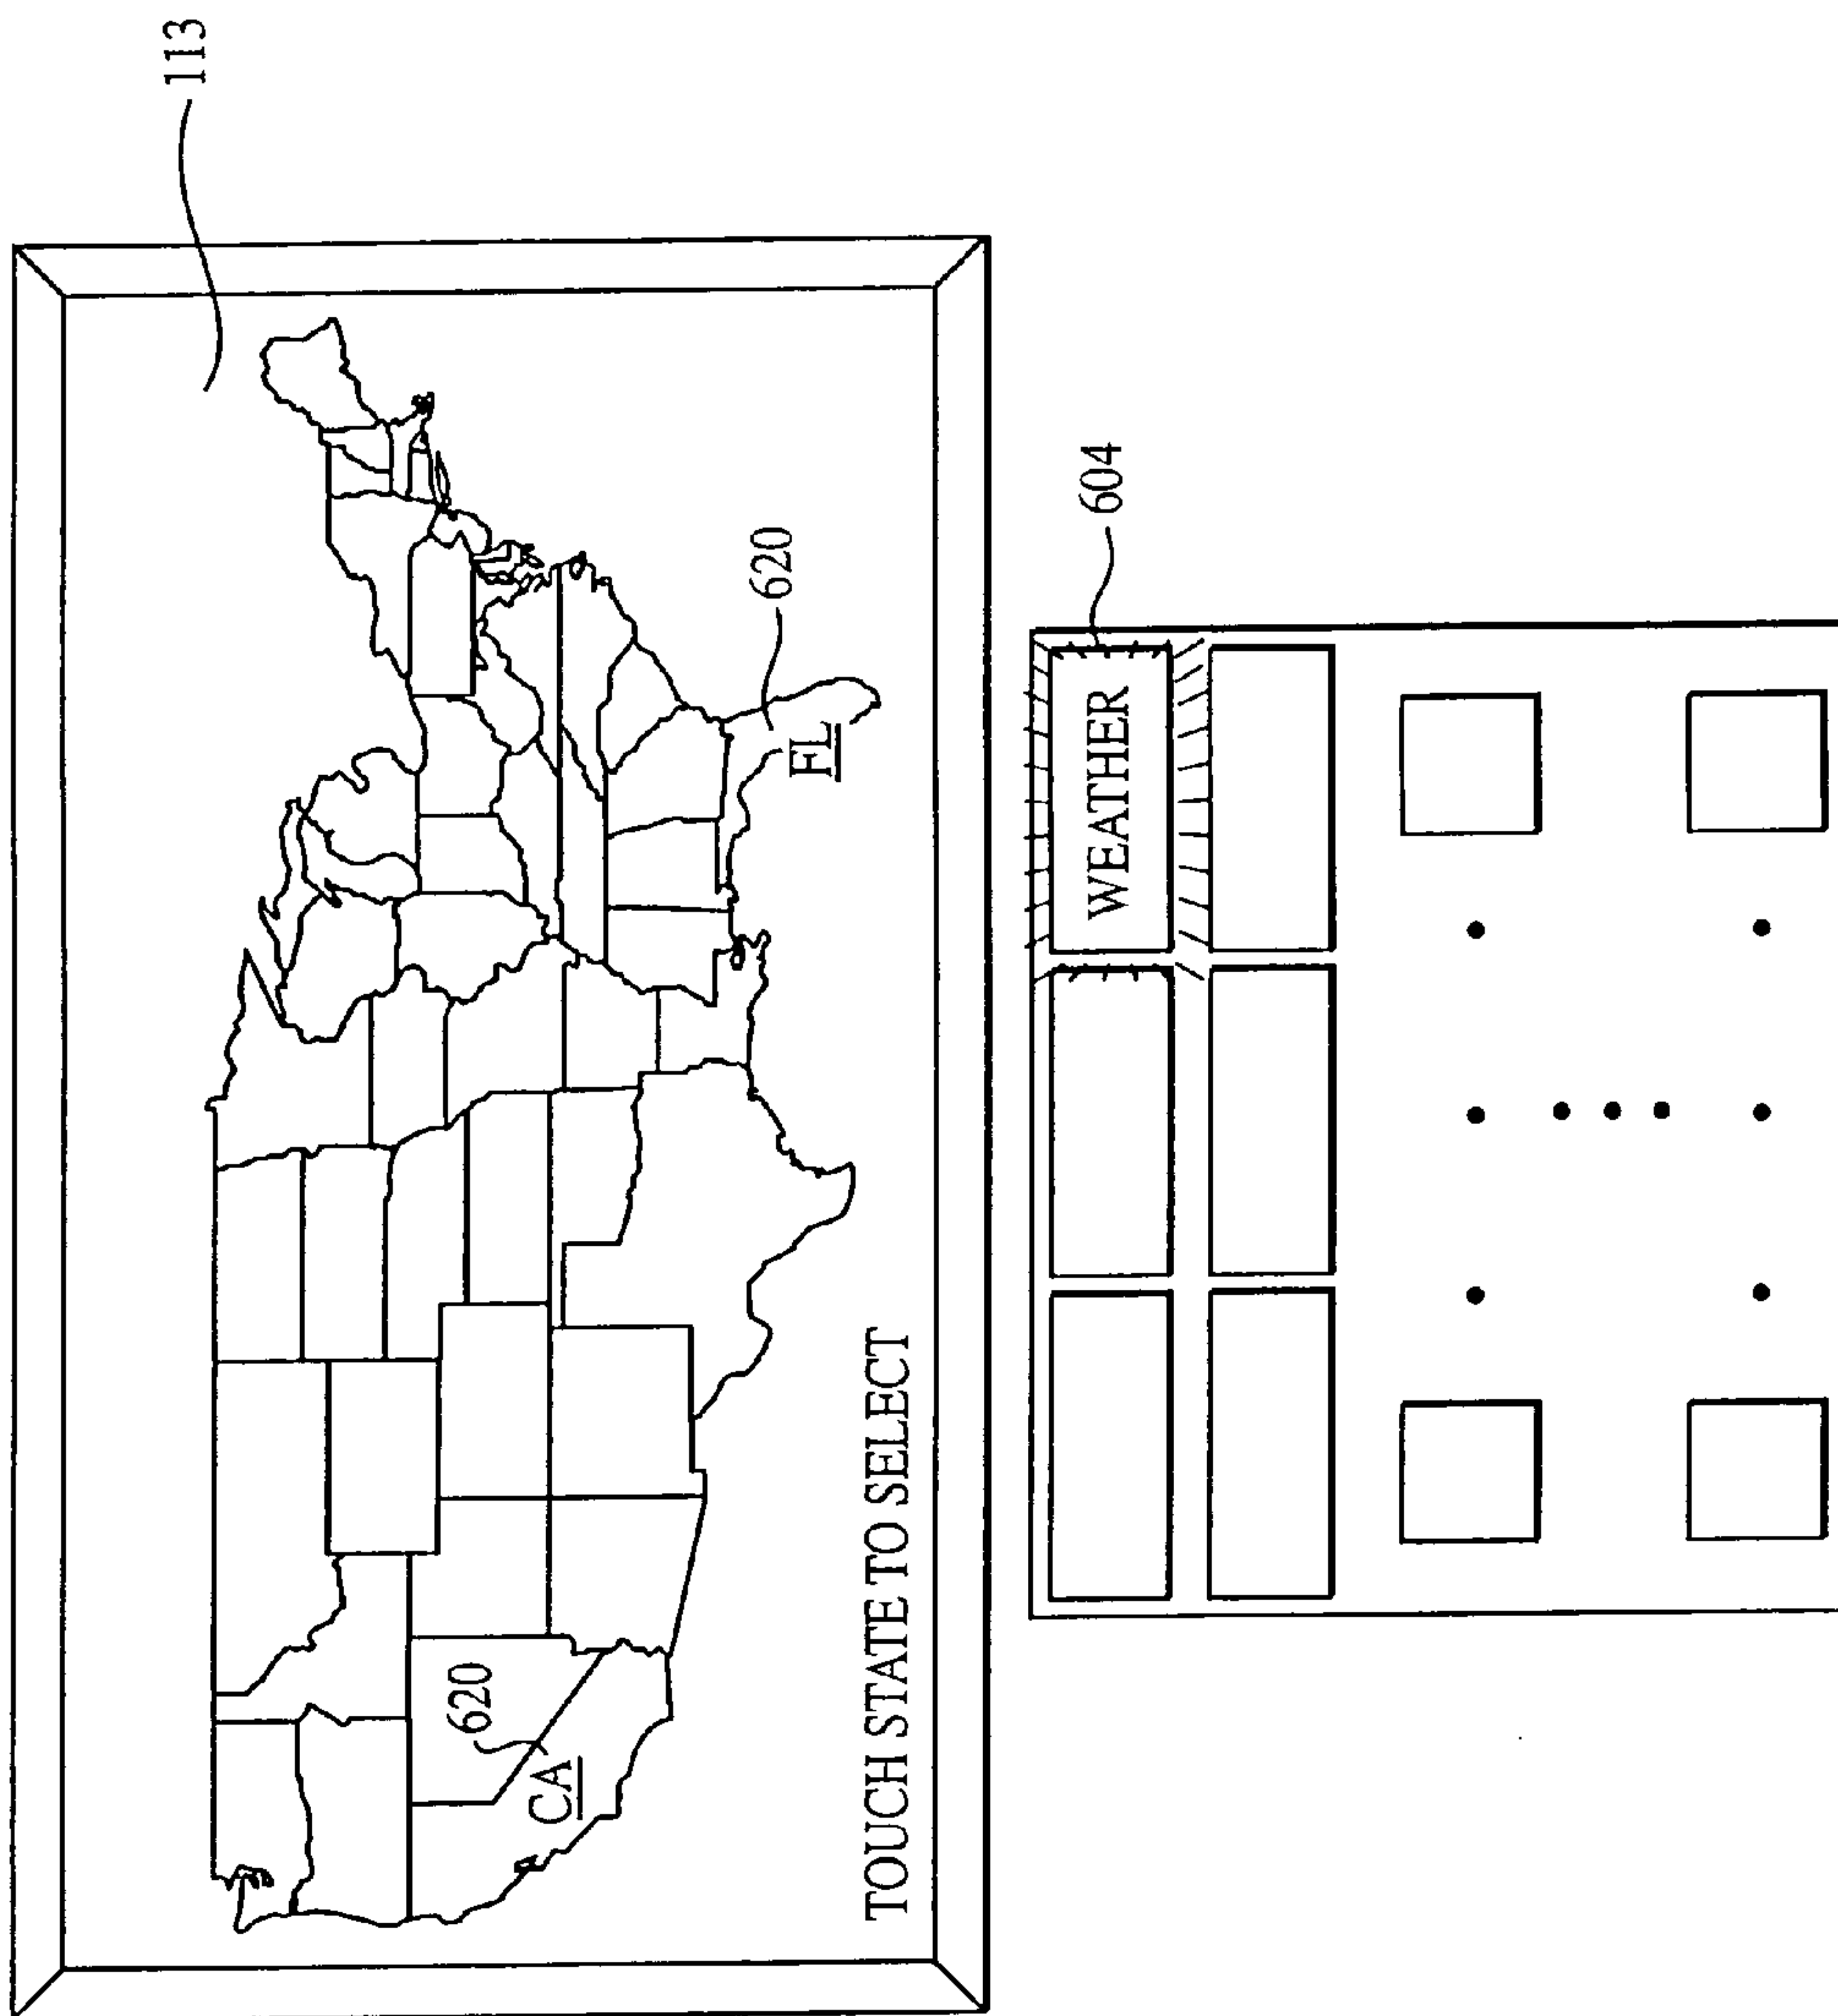 113
620
FL
620
CA
TOUCH STATE TO SELECT
604
WEATHER